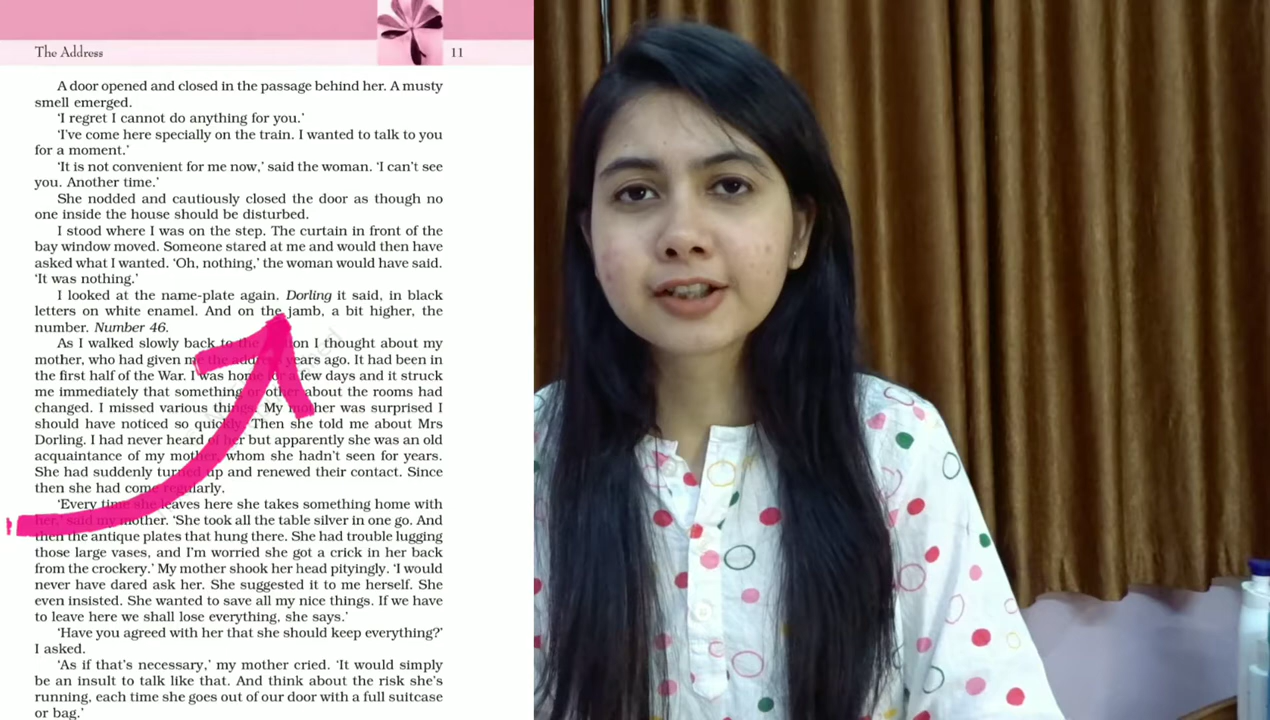 The Address
11
A door opened and closed in the passage behind her. A musty
smell emerged.
‘I regret I cannot do anything for you.’
‘I’ve come here specially on the train. I wanted to talk to you
for a moment.’
‘It is not convenient for me now,’ said the woman. ‘I can’t see
you. Another time.’
She nodded and cautiously closed the door as though no
one inside the house should be disturbed.
I stood where I was on the step. The curtain in front of the
bay window moved. Someone stared at me and would then have
asked what I wanted. ‘Oh, nothing,’ the woman would have said.
‘It was nothing.’
I looked at the name-plate again. Dorling it said, in black
letters on white enamel. And on the jamb, a bit higher, the
number. Number 46.
As I walked slowly back to the I thought about my
mother, who had given me the address years ago. It had been in
the first half of the War. I was home for a few days and it struck
me immediately that something or other about the rooms had
changed. I missed various things. My mother was surprised I
should have noticed so quickly. Then she told me about Mrs
Dorling. I had never heard of her but apparently she was an old
acquaintance of my mother, whom she hadn’t seen for years.
She had suddenly turned up and renewed their contact. Since
then she had come regularly.
‘Every time she leaves here she takes something home with
her,’ said my mother. ‘She took all the table silver in one go. And
then the antique plates that hung there. She had trouble lugging
those large vases, and I’m worried she got a crick in her back
from the crockery.’ My mother shook her head pityingly. ‘I would
never have dared ask her. She suggested it to me herself. She
even insisted. She wanted to save all my nice things. If we have
to leave here we shall lose everything, she says.’
‘Have you agreed with her that she should keep everything?’
I asked.
‘As if that’s necessary,’ my mother cried. ‘It would simply
be an insult to talk like that. And think about the risk she’s
running, each time she goes out of our door with a full suitcase
or bag.’